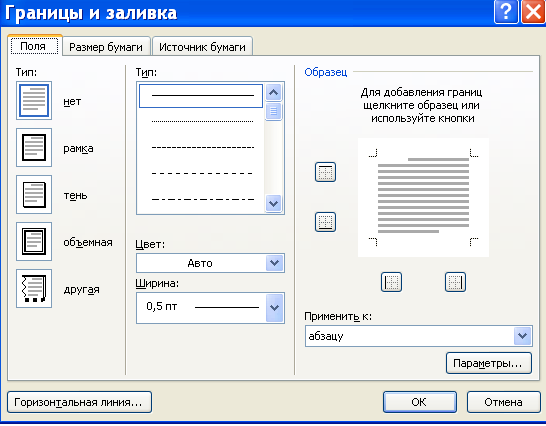 Границы и заливка
Поля
Размер бумаги
Источник бумаги
Тип:
нет
рамка
тень
объемная
другая
Тип:
Цвет:
Авто
Ширина:
0,5 пт
Образец
Для добавления границ
щелкните образец или
используйте кнопки
Применить к:
абзацу
Параметры...
Горизонтальная линия...
ОК
Отмена